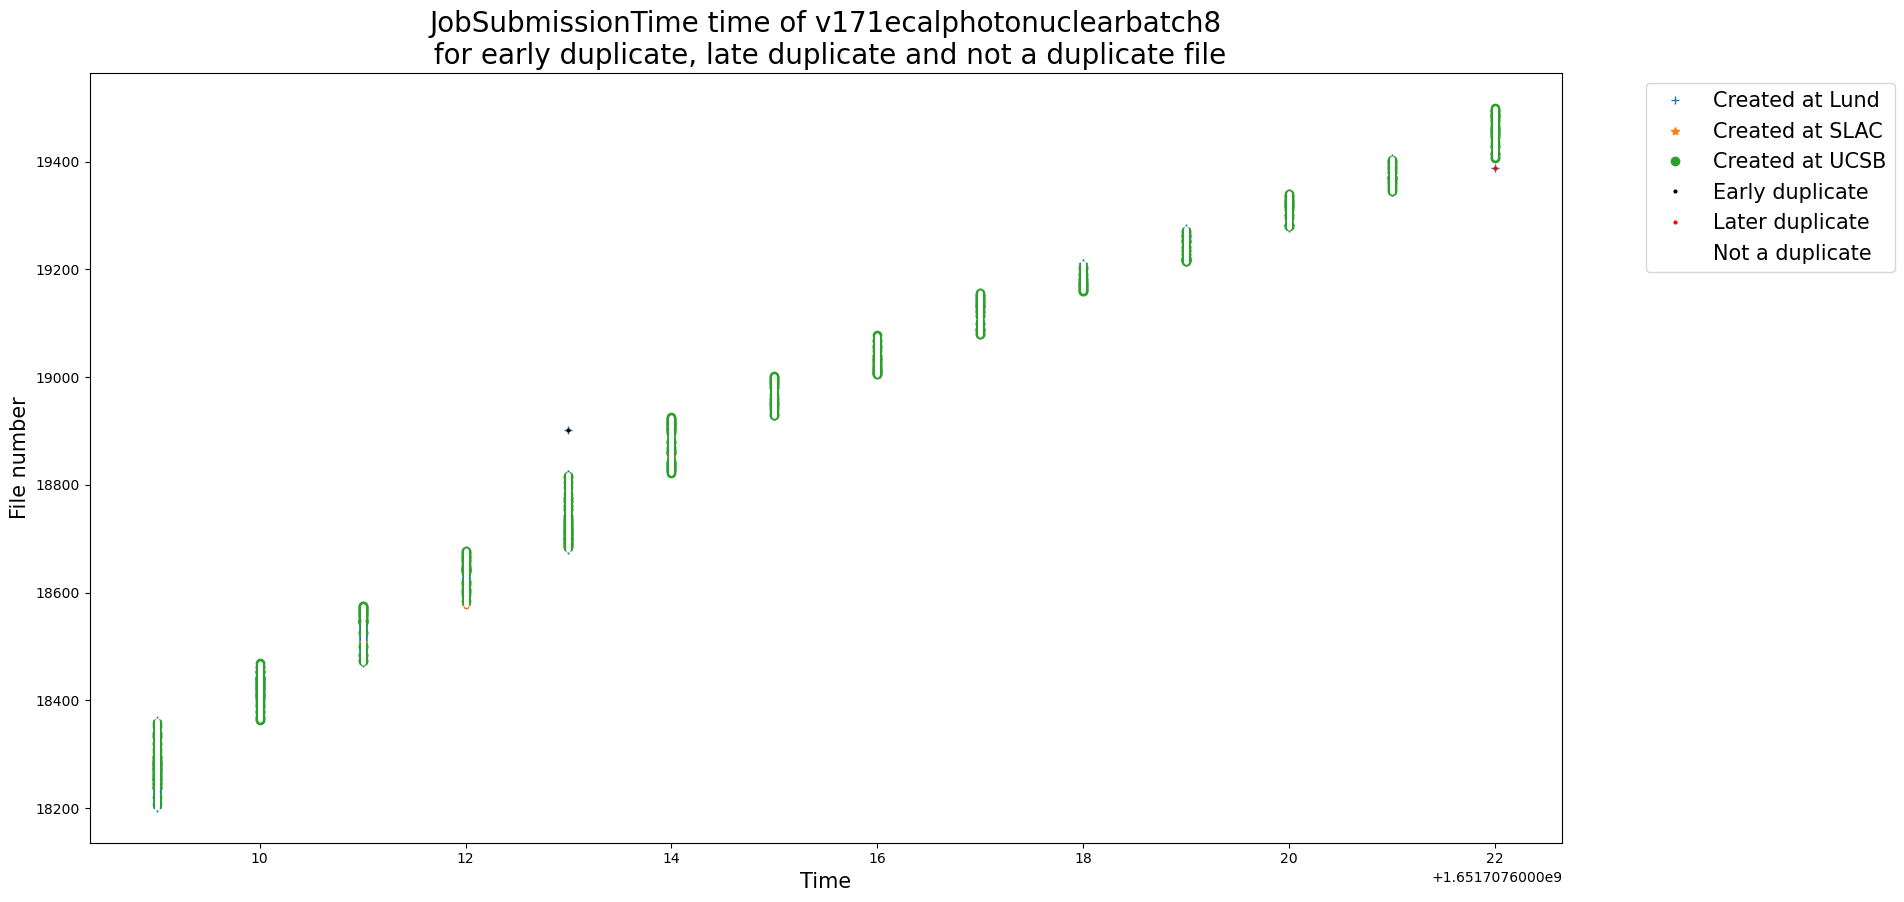 JobSubmissionTime time of v171ecalphotonuclearbatch8
for early duplicate, late duplicate and not a duplicate file
Created at Lund
Created at SLAC
Created at UCSB
Early duplicate
Later duplicate
Not a duplicate
File number
19400
19200
19000
18800
18600
18400
18200
10
12
14
16
18
20
22
Time
+1.6517076000e9